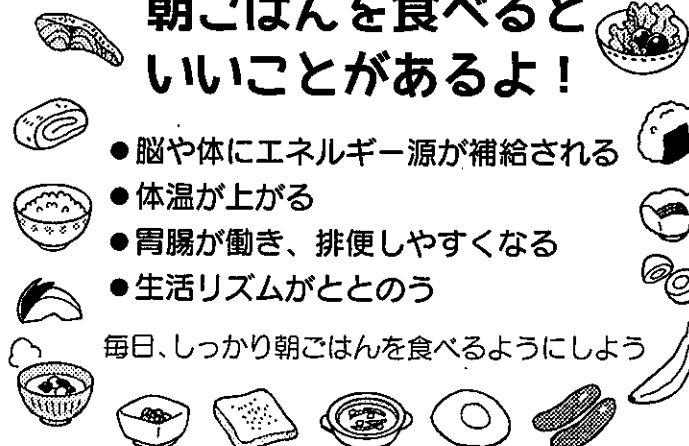 朝ごはんを食べると
いいことがあるよ！
●脳や体にエネルギー源が補給される
●体温が上がる
●胃腸が働き、排便しやすくなる
●生活リズムがととのう
毎日、しっかり朝ごはんを食べるようにしよう